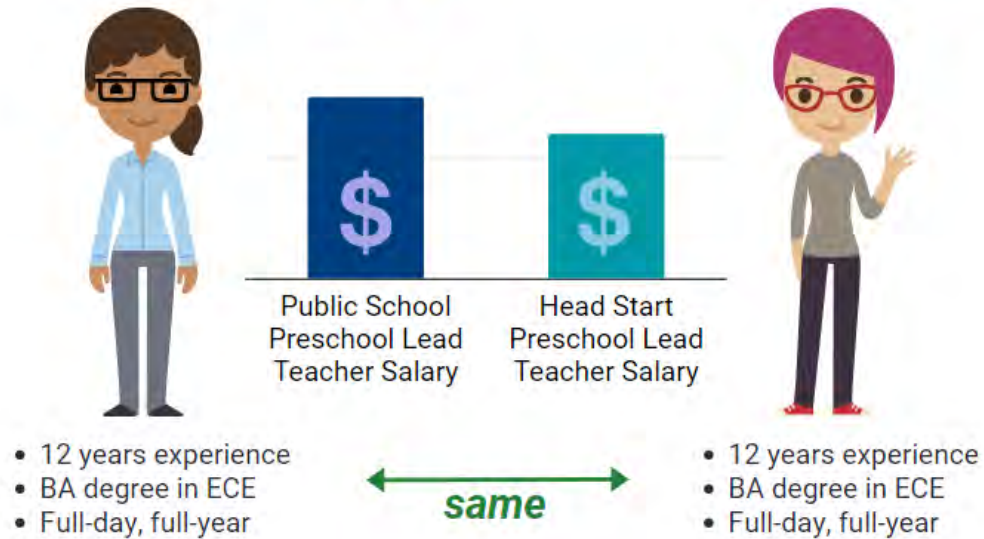 $
$
Public School
Preschool Lead
Teacher Salary
Head Start
Preschool Lead
Teacher Salary
• 12 years experience
• BA degree in ECE
• Full-day, full-year
same
• 12 years experience
• BA degree in ECE
• Full-day, full-year